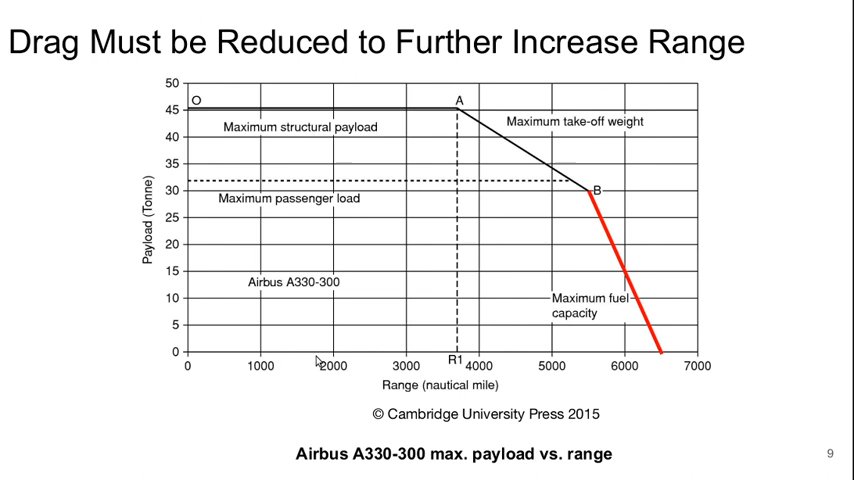 Drag Must be Reduced to Further Increase Range
50
45
40
35
30
25
20
15
10
5
0
Payload (Tonne)
O
A
B
Maximum structural payload
Maximum take-off weight
Maximum passenger load
Airbus A330-300
Maximum fuel
capacity
R1
0 1000 2000 3000 4000 5000 6000 7000
Range (nautical mile)
© Cambridge University Press 2015
Airbus A330-300 max. payload vs. range
9